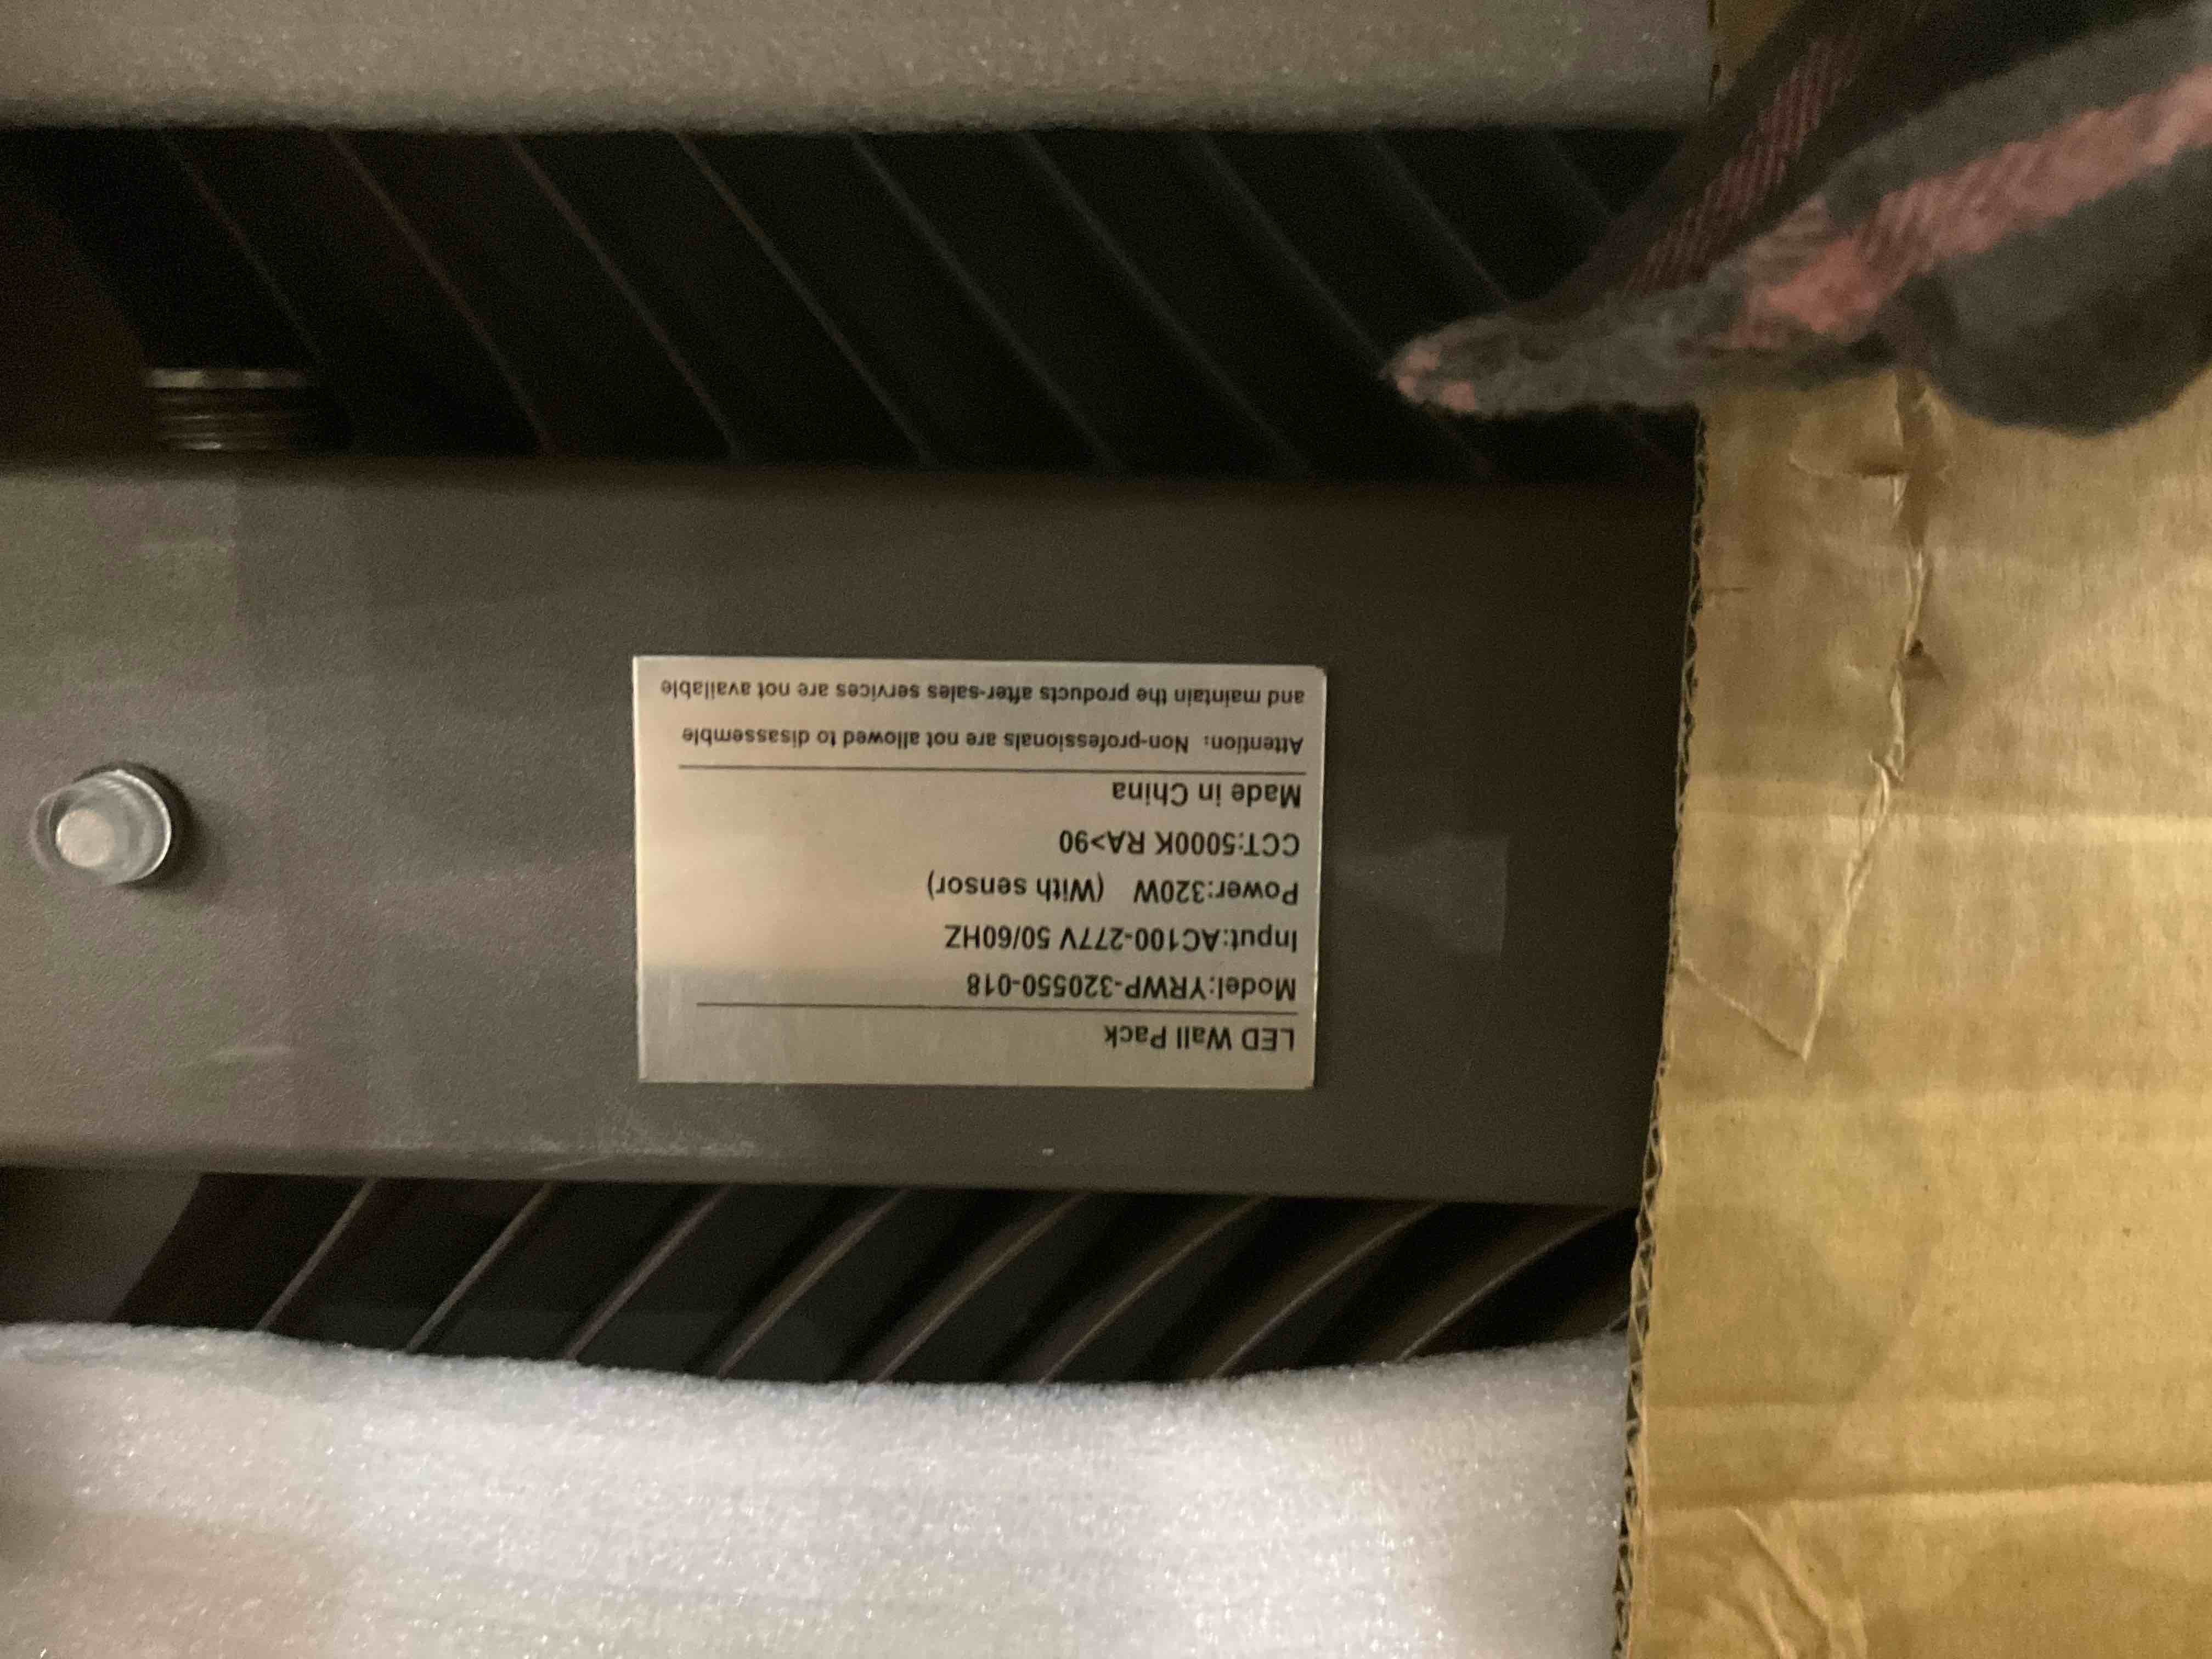 LED Wall Pack
Model:YRWP-320550-018
Input:AC100-277V 50/60HZ
Power:320W (With sensor)
CCT:5000K RA>90
Made in China
Attention: Non-professionals are not allowed to disassemble
and maintain the products after-sales services are not available